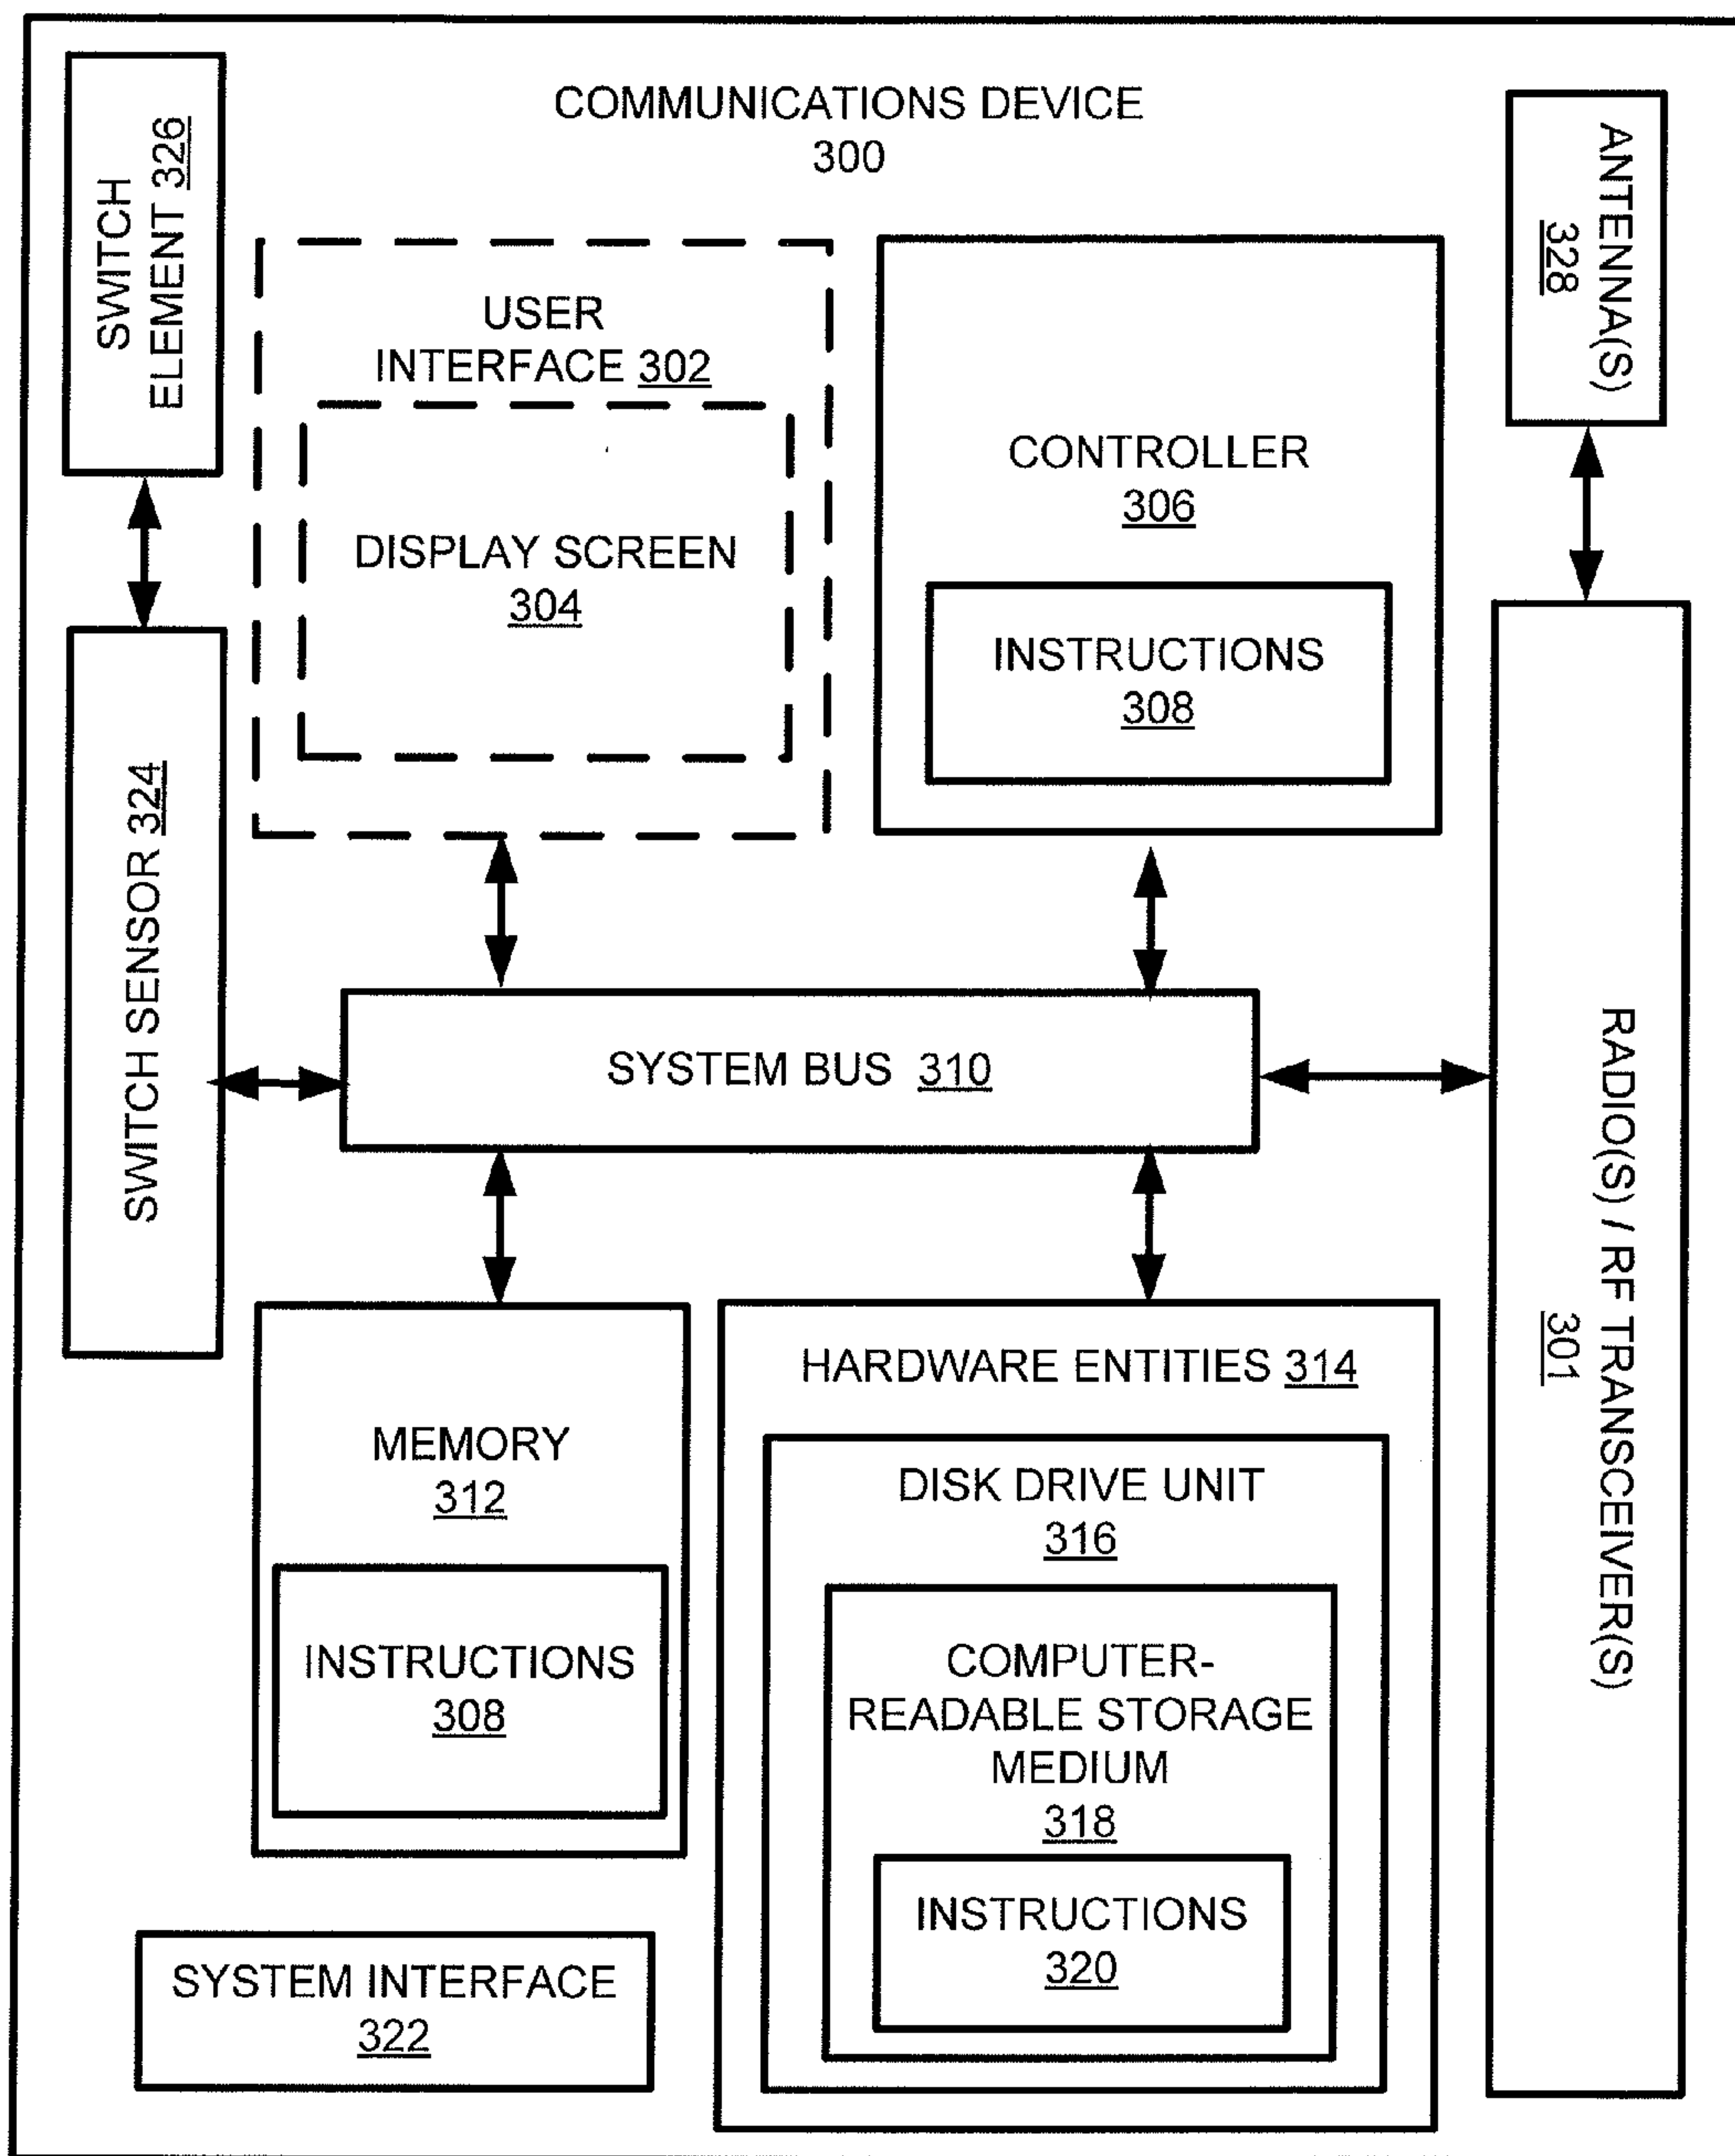 COMMUNICATIONS DEVICE
300
SWITCH
ELEMENT 326
ANTENNA(S)
328
USER
INTERFACE 302
DISPLAY SCREEN
304
CONTROLLER
306
INSTRUCTIONS
308
SWITCH SENSOR 324
SYSTEM BUS 310
RADIO(S) / RF TRANSCEIVER(S)
301
MEMORY
312
INSTRUCTIONS
308
HARDWARE ENTITIES 314
DISK DRIVE UNIT
316
COMPUTER-
READABLE STORAGE
MEDIUM
318
INSTRUCTIONS
320
SYSTEM INTERFACE
322